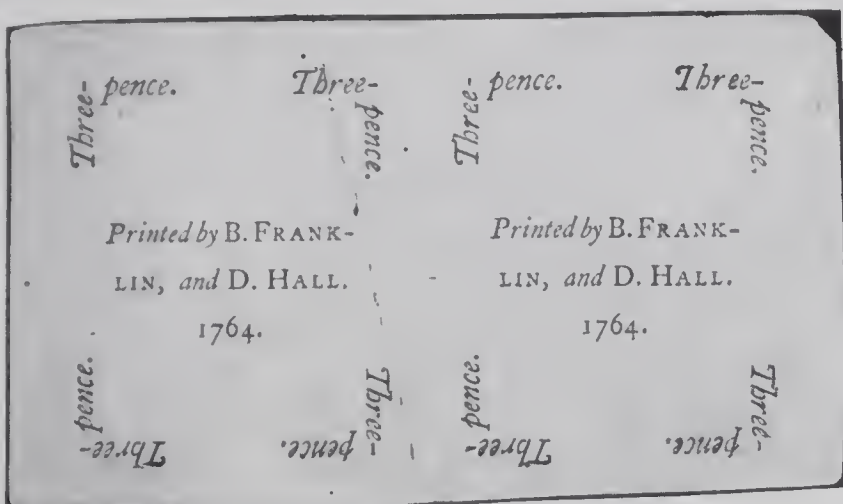 Three-pence. Three-pence.
Printed by B. FRANK-
LIN, and D. HALL.
1764.
Three-pence. Three-pence.
Three-pence. Three-pence.
Printed by B. FRANK-
LIN, and D. HALL.
1764.
Three-pence. Three-pence.